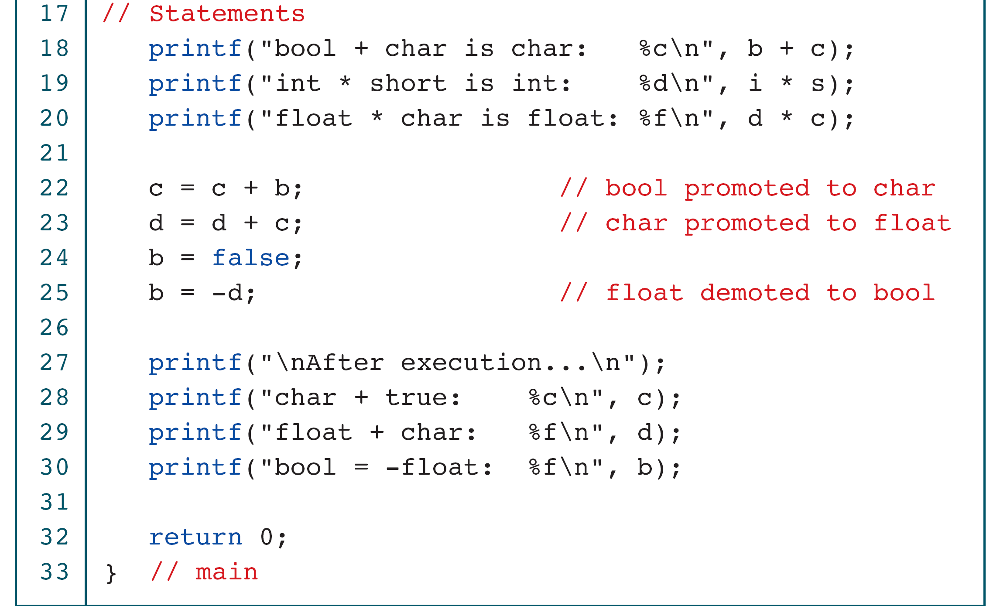 17 // Statements
18 printf("bool + char is char:   %c\n", b + c);
19 printf("int * short is int:    %d\n", i * s);
20 printf("float * char is float: %f\n", d * c);
21
22 c = c + b; // bool promoted to char
23 d = d + c; // char promoted to float
24 b = false;
25 b = -d; // float demoted to bool
26
27 printf("\nAfter execution...\n");
28 printf("char + true:    %c\n", c);
29 printf("float + char:   %f\n", d);
30 printf("bool = -float:  %f\n", b);
31
32 return 0;
33 } // main